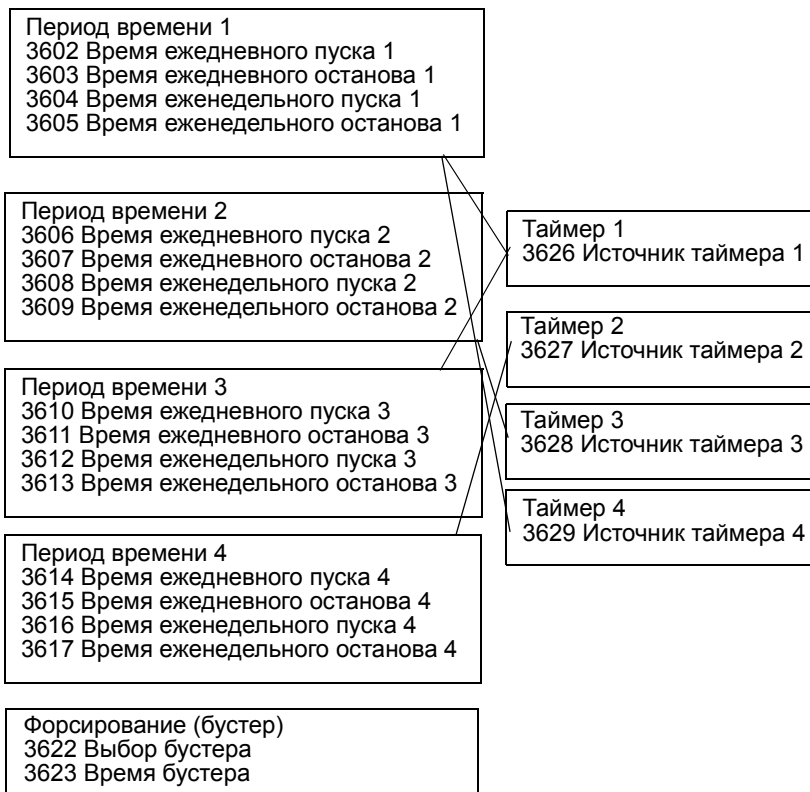 Период времени 1
3602 Время ежедневного пуска 1
3603 Время ежедневного останова 1
3604 Время еженедельного пуска 1
3605 Время еженедельного останова 1
Период времени 2
3606 Время ежедневного пуска 2
3607 Время ежедневного останова 2
3608 Время еженедельного пуска 2
3609 Время еженедельного останова 2
Период времени 3
3610 Время ежедневного пуска 3
3611 Время ежедневного останова 3
3612 Время еженедельного пуска 3
3613 Время еженедельного останова 3
Период времени 4
3614 Время ежедневного пуска 4
3615 Время ежедневного останова 4
3616 Время еженедельного пуска 4
3617 Время еженедельного останова 4
Форсирование (бустер)
3622 Выбор бустера
3623 Время бустера
Таймер 1
3626 Источник таймера 1
Таймер 2
3627 Источник таймера 2
Таймер 3
3628 Источник таймера 3
Таймер 4
3629 Источник таймера 4